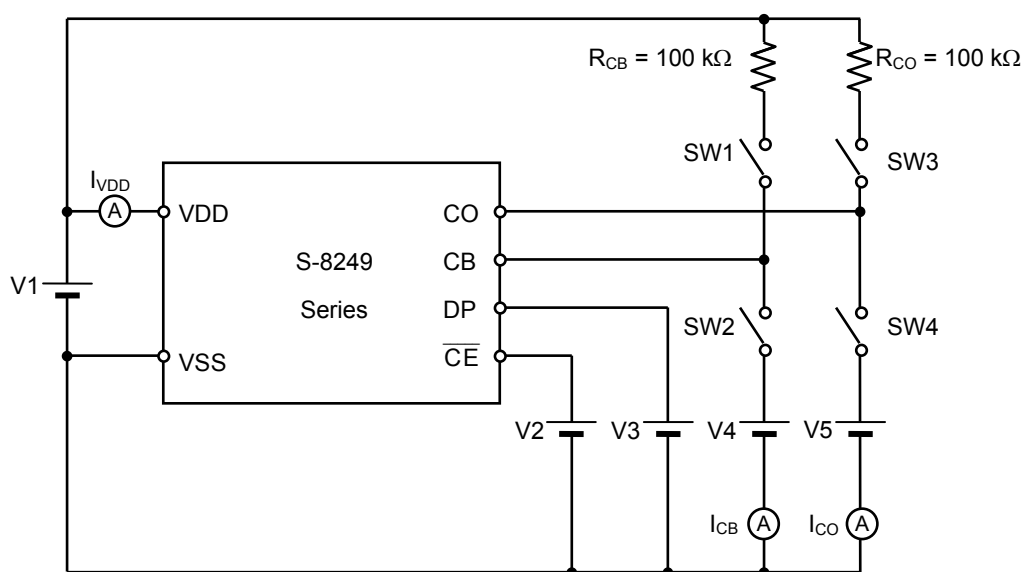 R_CB = 100 kΩ
R_CO = 100 kΩ
SW1
SW3
I_VDD
A
VDD
CO
S-8249
CB
Series
DP
VSS
C̅E̅
V1
SW2
SW4
V2
V3
V4
V5
I_CB
A
I_CO
A